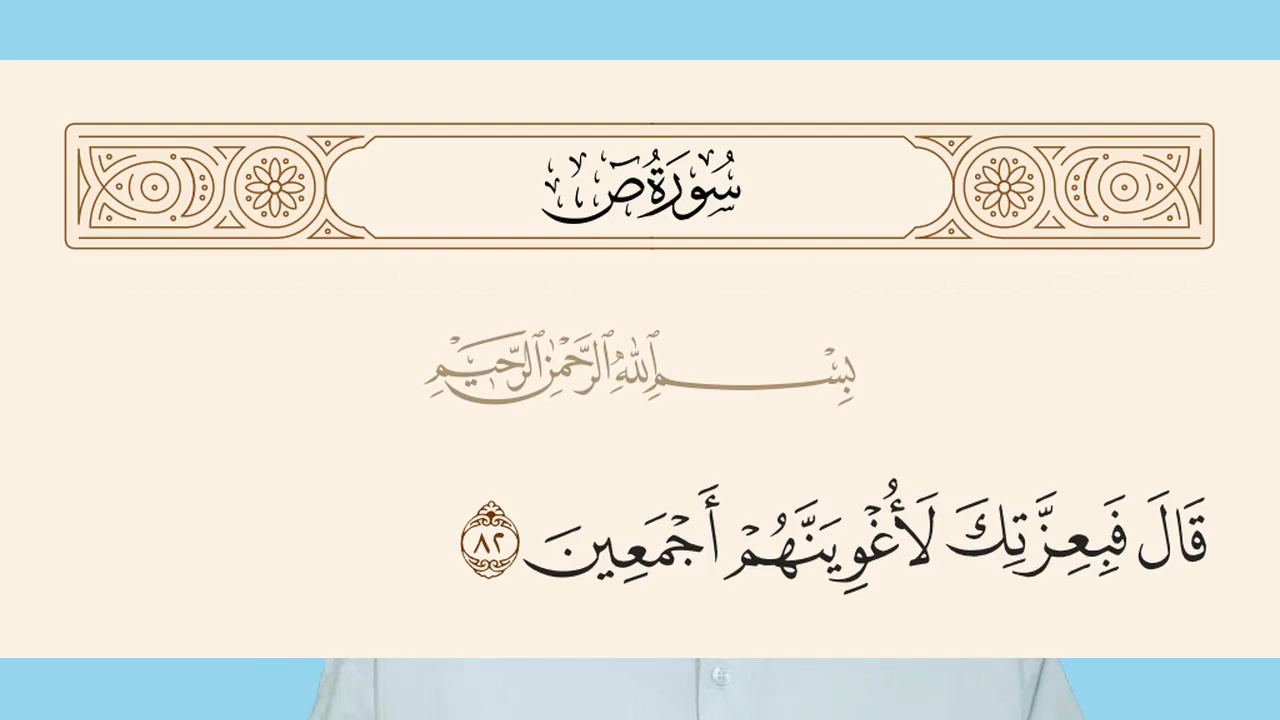 سُورَةُ صٓ
بِسْمِ ٱللَّهِ ٱلرَّحْمَٰنِ ٱلرَّحِيمِ
قَالَ فَبِعِزَّتِكَ لَأُغْوِيَنَّهُمْ أَجْمَعِينَ ٨٢